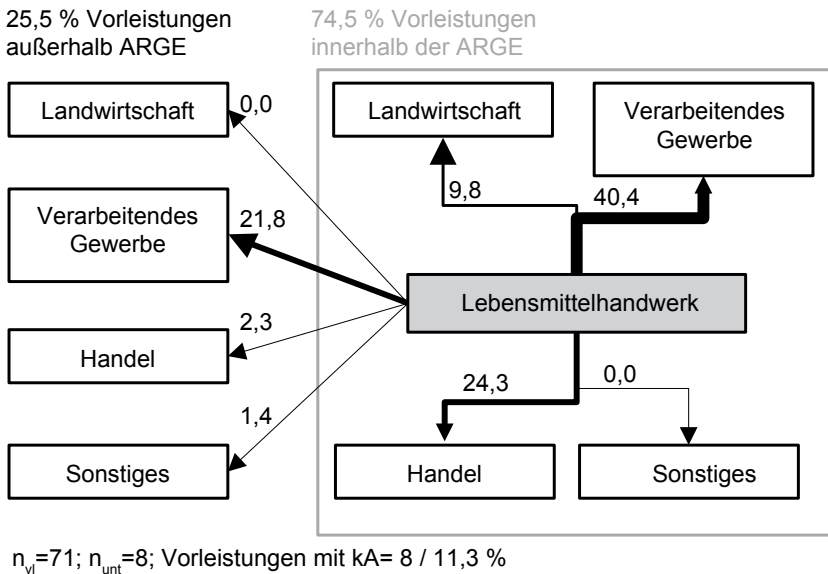 25,5 % Vorleistungen
außerhalb ARGE
74,5 % Vorleistungen
innerhalb der ARGE
Landwirtschaft
0,0
Verarbeitendes
Gewerbe
21,8
Handel
2,3
Sonstiges
1,4
Landwirtschaft
9,8
Verarbeitendes
Gewerbe
40,4
Lebensmittelhandwerk
24,3
0,0
Handel
Sonstiges
n_vl=71; n_unt=8; Vorleistungen mit kA= 8 / 11,3 %